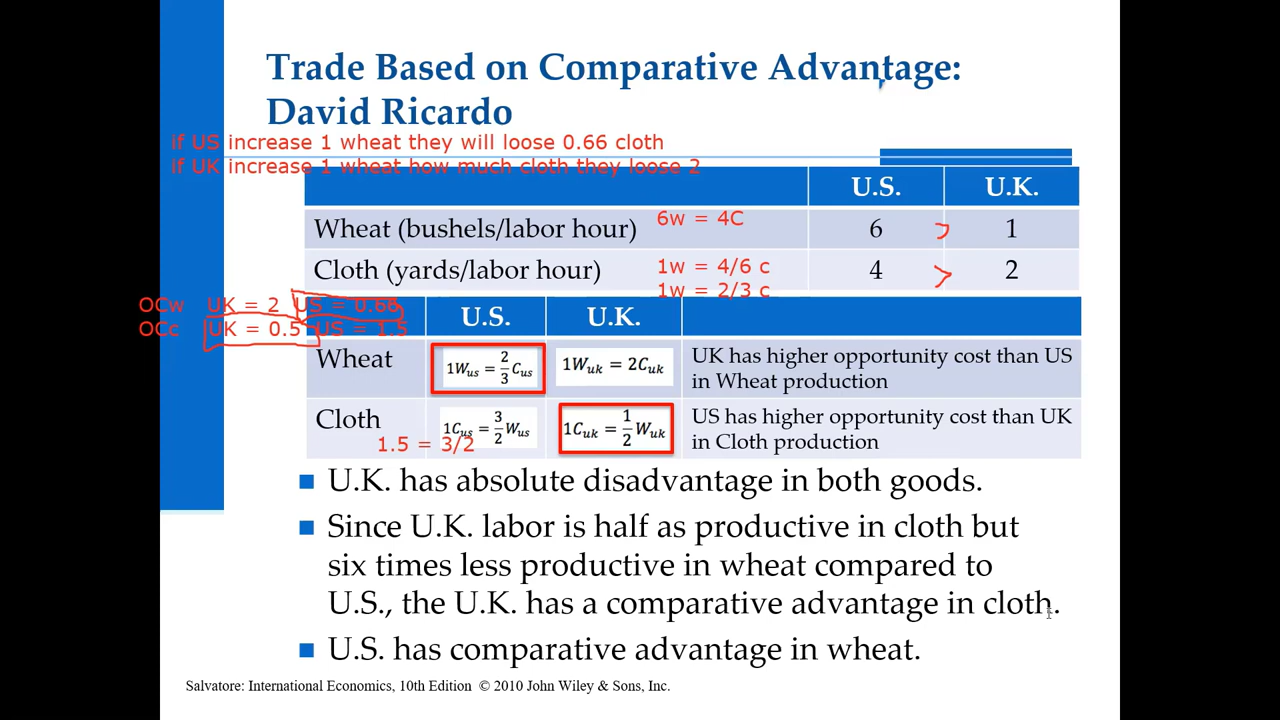 Trade Based on Comparative Advantage:
David Ricardo
if US increase 1 wheat they will loose 0.66 cloth
if UK increase 1 wheat how much cloth they loose 2
U.S. U.K.
Wheat (bushels/labor hour) 6w = 4C 6 > 1
Cloth (yards/labor hour) 1w = 4/6 c 4 > 2
1w = 2/3 c
OCw UK = 2 US = 0.66
OCc UK = 0.5 US = 1.5
U.S. U.K.
Wheat 1W_us = 2/3 C_us 1W_uk = 2C_uk UK has higher opportunity cost than US
in Wheat production
Cloth 1C_us = 3/2 W_us 1C_uk = 1/2 W_uk US has higher opportunity cost than UK
in Cloth production
1.5 = 3/2
■ U.K. has absolute disadvantage in both goods.
■ Since U.K. labor is half as productive in cloth but
six times less productive in wheat compared to
U.S., the U.K. has a comparative advantage in cloth.
■ U.S. has comparative advantage in wheat.
Salvatore: International Economics, 10th Edition © 2010 John Wiley & Sons, Inc.